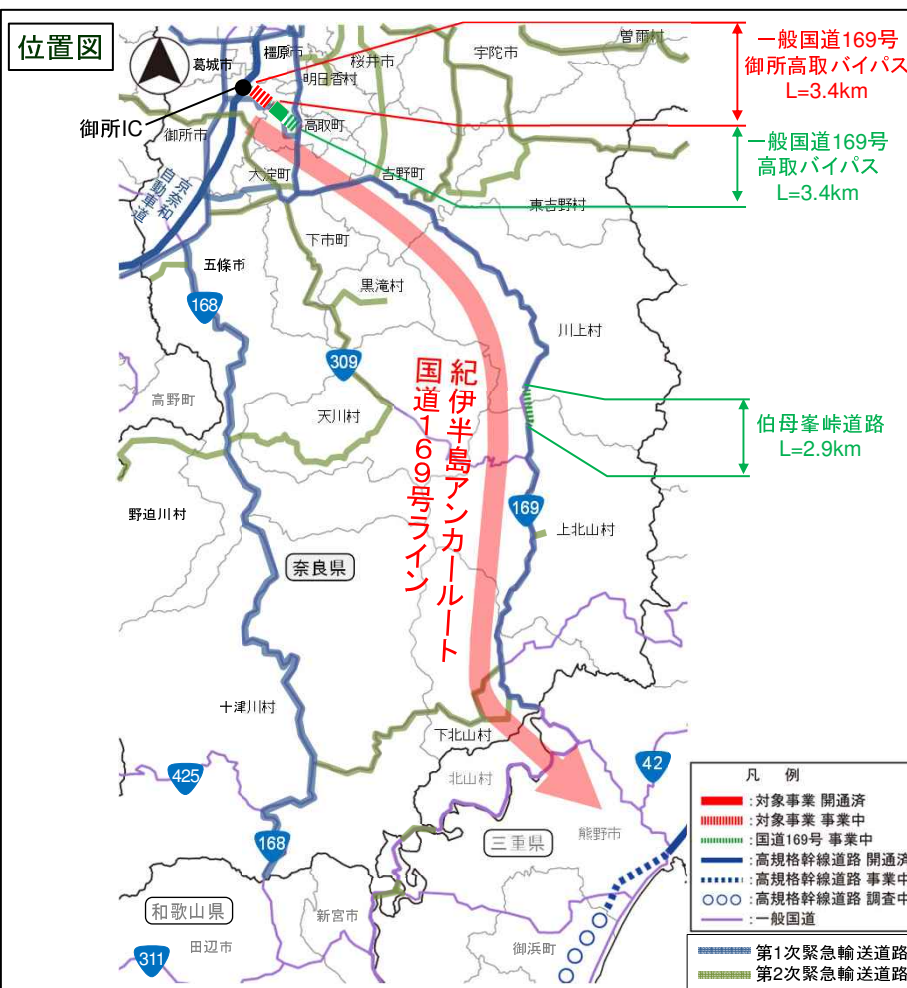 位置図
一般国道169号
御所高取バイパス
L=3.4km
一般国道169号
高取バイパス
L=3.4km
葛城市
橿原市
桜井市
宇陀市
曽爾村
明日香村
御所IC
御所市
高取町
大淀町
吉野町
東吉野村
京奈和
自動車道
下市町
五條市
黒滝村
168
川上村
309
高野町
天川村
紀伊半島アンカールート
国道169号ライン
伯母峯峠道路
L=2.9km
野迫川村
169
上北山村
奈良県
十津川村
下北山村
425
北山村
42
168
三重県
熊野市
和歌山県
新宮市
田辺市
御浜町
311
凡 例
:対象事業 開通済
:対象事業 事業中
:国道169号 事業中
:高規格幹線道路 開通済
:高規格幹線道路 事業中
:高規格幹線道路 調査中
:一般国道
第1次緊急輸送道路
第2次緊急輸送道路